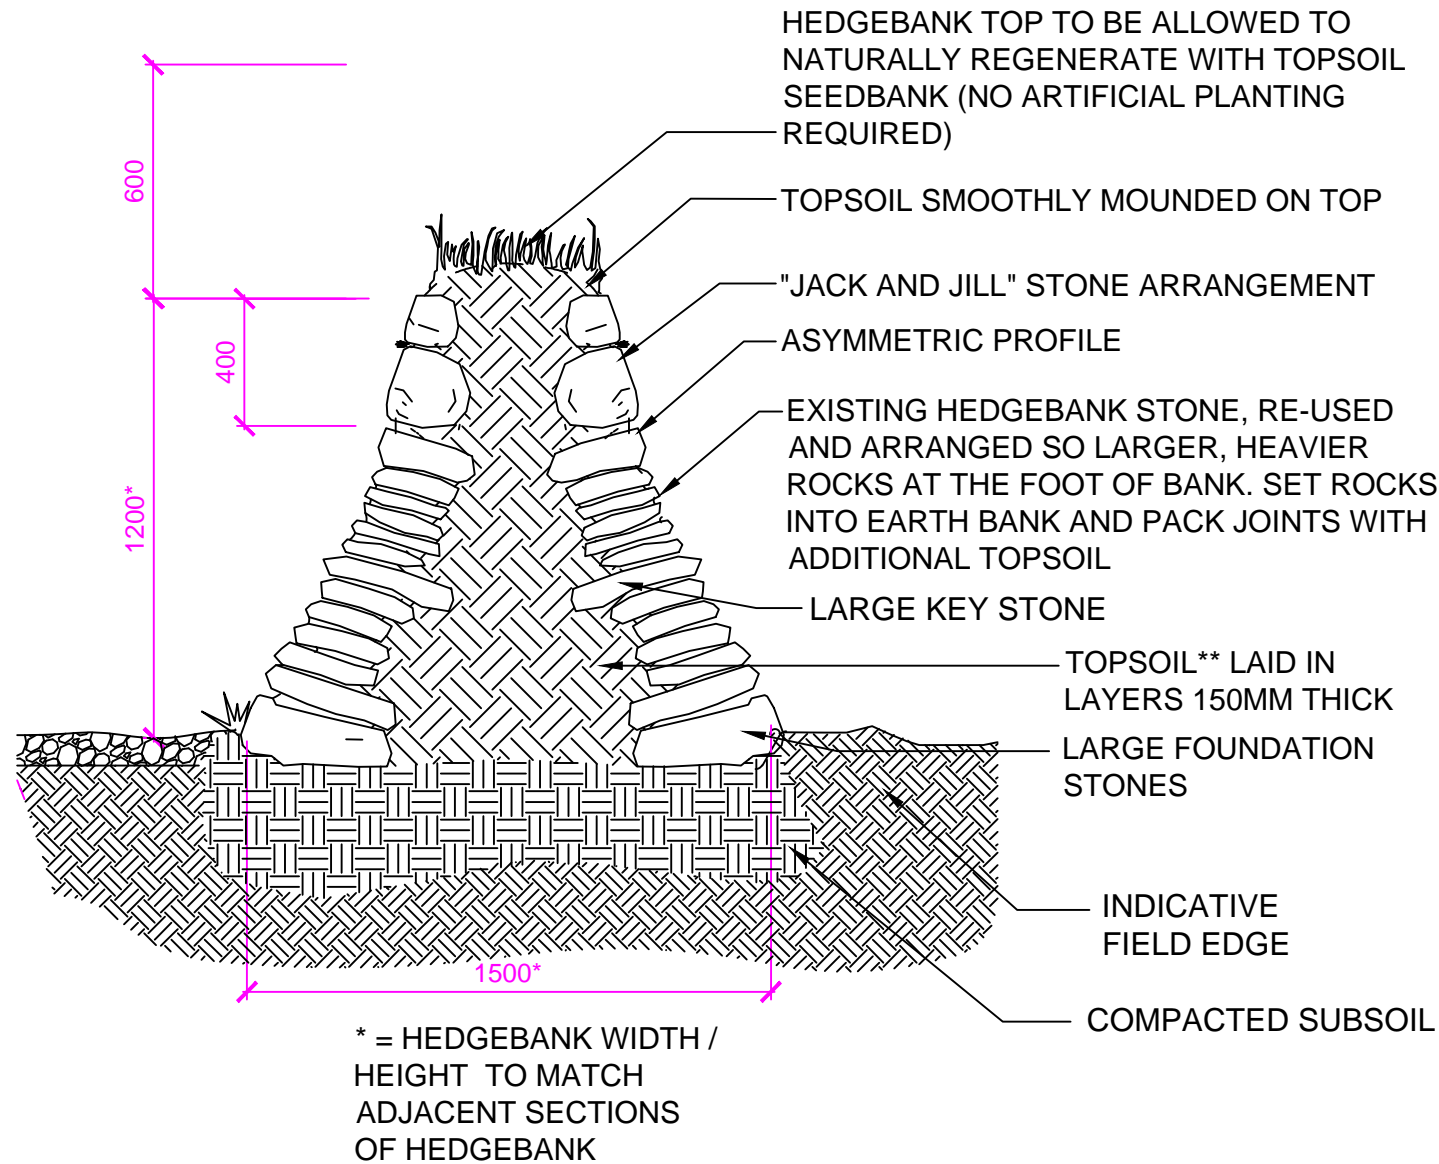 HEDGEBANK TOP TO BE ALLOWED TO
NATURALLY REGENERATE WITH TOPSOIL
SEEDBANK (NO ARTIFICIAL PLANTING
REQUIRED)
TOPSOIL SMOOTHLY MOUNDED ON TOP
"JACK AND JILL" STONE ARRANGEMENT
ASYMMETRIC PROFILE
EXISTING HEDGEBANK STONE, RE-USED
AND ARRANGED SO LARGER, HEAVIER
ROCKS AT THE FOOT OF BANK. SET ROCKS
INTO EARTH BANK AND PACK JOINTS WITH
ADDITIONAL TOPSOIL
LARGE KEY STONE
TOPSOIL** LAID IN
LAYERS 150MM THICK
LARGE FOUNDATION
STONES
INDICATIVE
FIELD EDGE
COMPACTED SUBSOIL
600
400
1200*
1500*
* = HEDGEBANK WIDTH /
HEIGHT TO MATCH
ADJACENT SECTIONS
OF HEDGEBANK